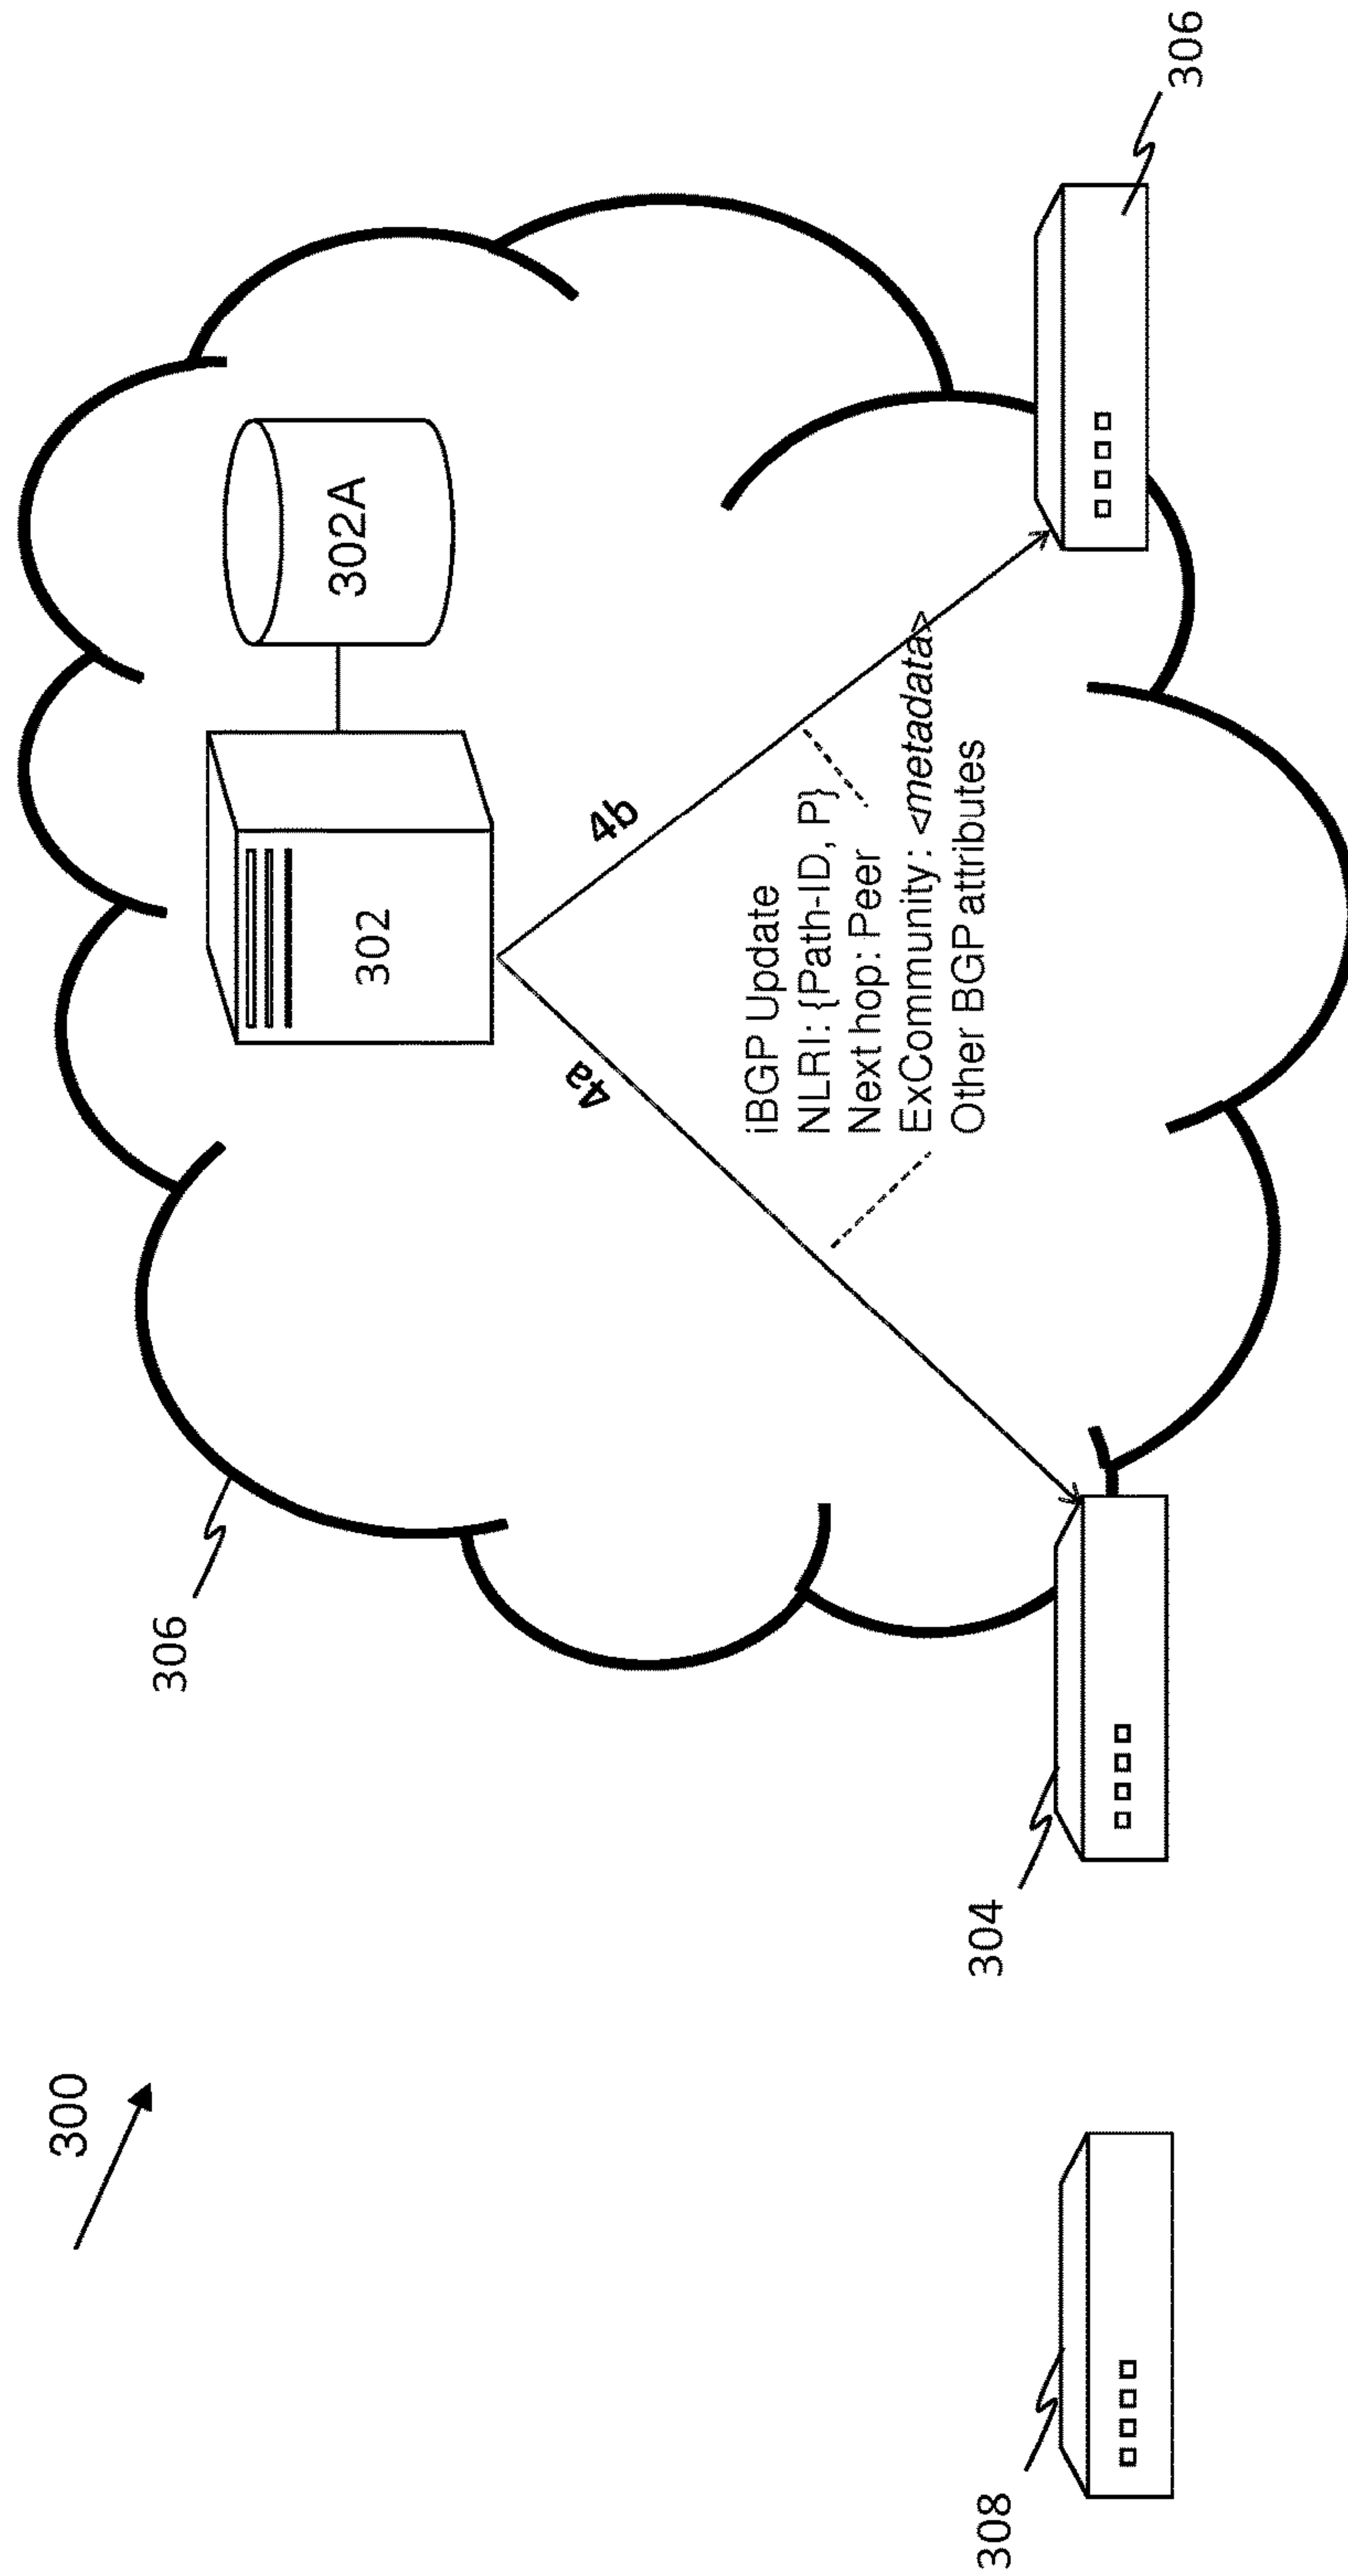 300
306
302
302A
4a
4b
iBGP Update
NLRI: {Path-ID, P}
Next hop: Peer
ExCommunity: <metadata>
Other BGP attributes
308
304
306